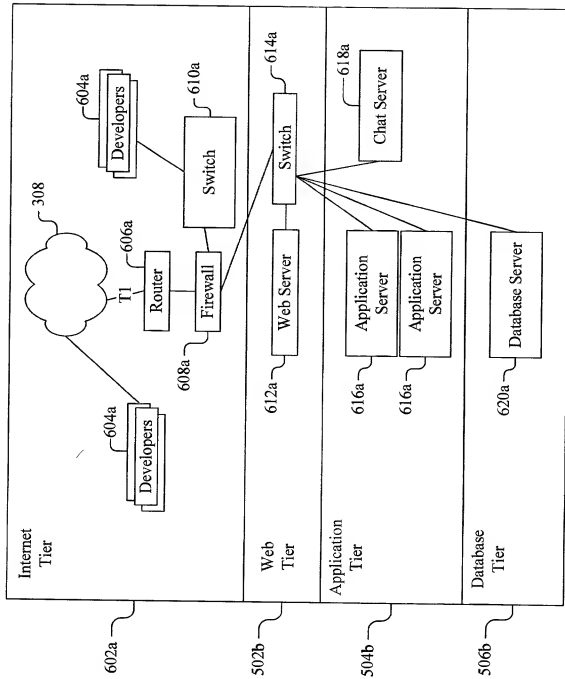 602a
Internet
Tier
604a
Developers
308
T1
606a
Router
608a
Firewall
604a
Developers
610a
Switch
502b
Web
Tier
612a
Web Server
614a
Switch
504b
Application
Tier
616a
Application
Server
616a
Application
Server
618a
Chat Server
506b
Database
Tier
620a
Database Server